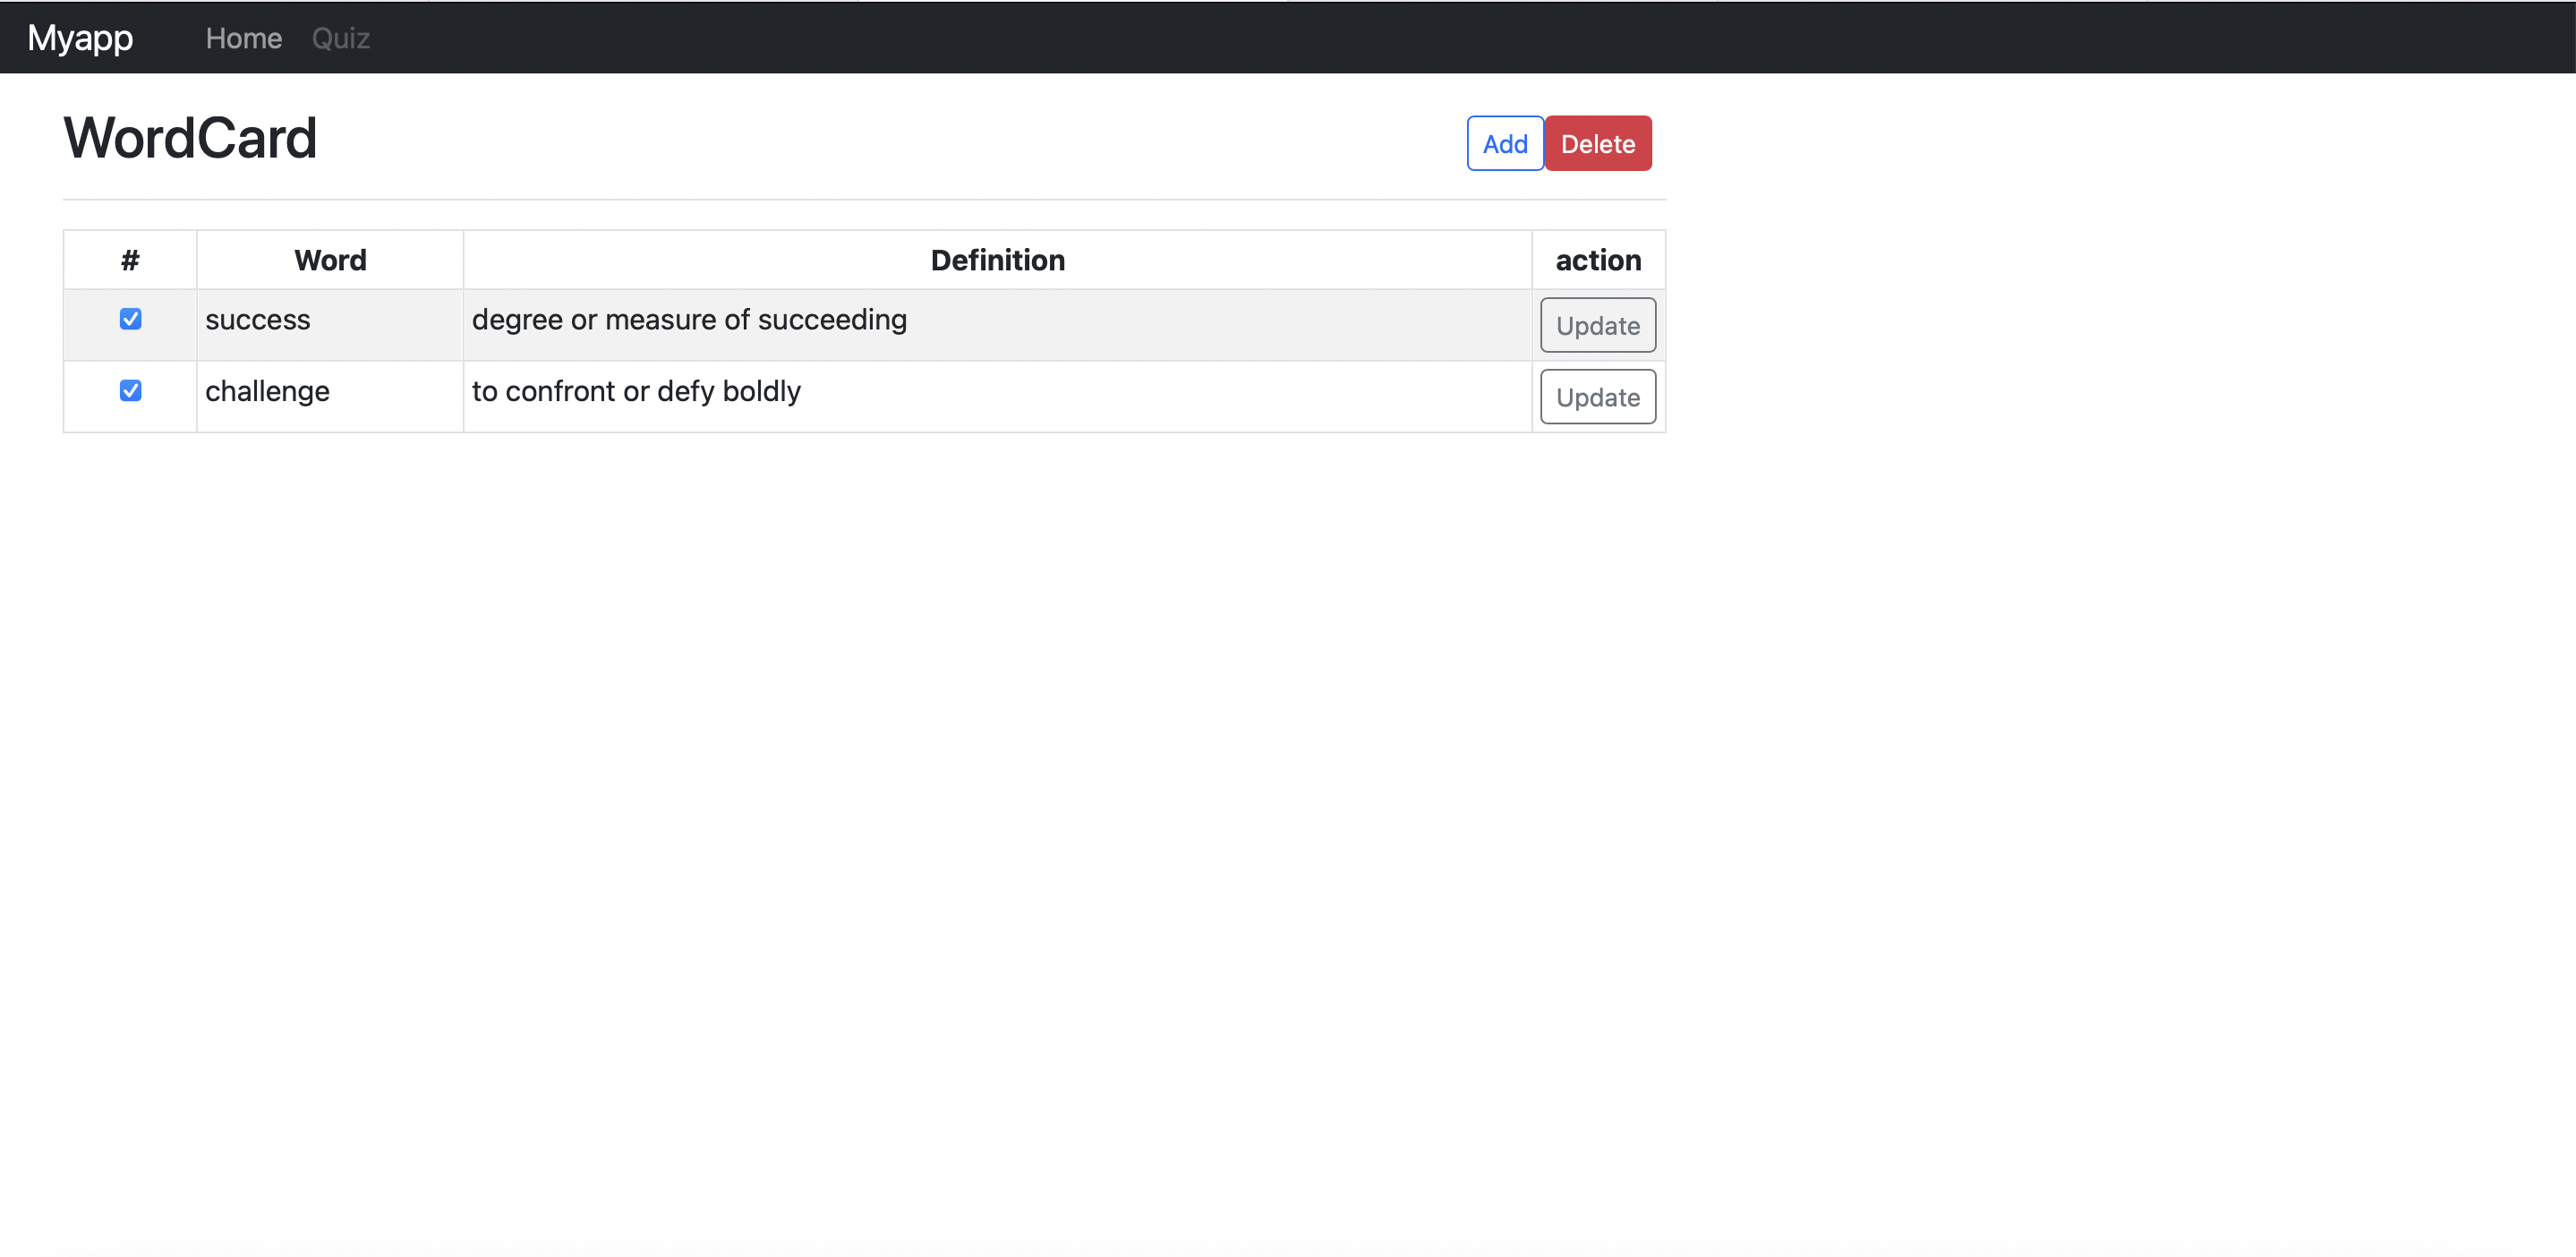 Myapp Home Quiz
WordCard Add Delete
# Word Definition action
success degree or measure of succeeding Update
challenge to confront or defy boldly Update